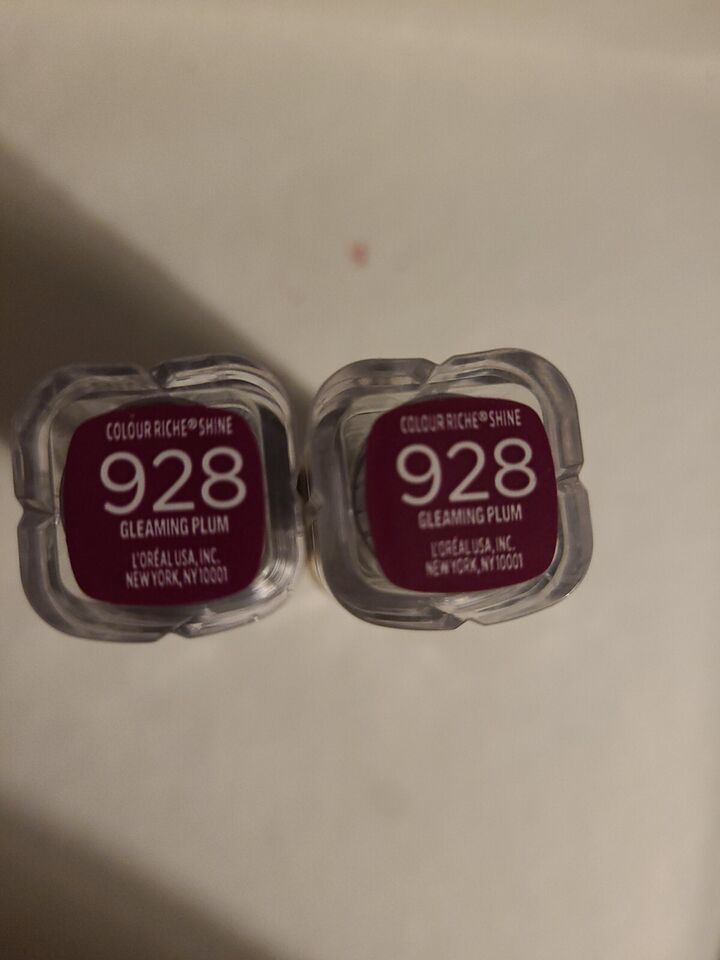 COLOUR RICHE® SHINE
928
GLEAMING PLUM
L'ORÉAL USA, INC.
NEW YORK, NY 10001
COLOUR RICHE® SHINE
928
GLEAMING PLUM
L'ORÉAL USA, INC.
NEW YORK, NY 10001